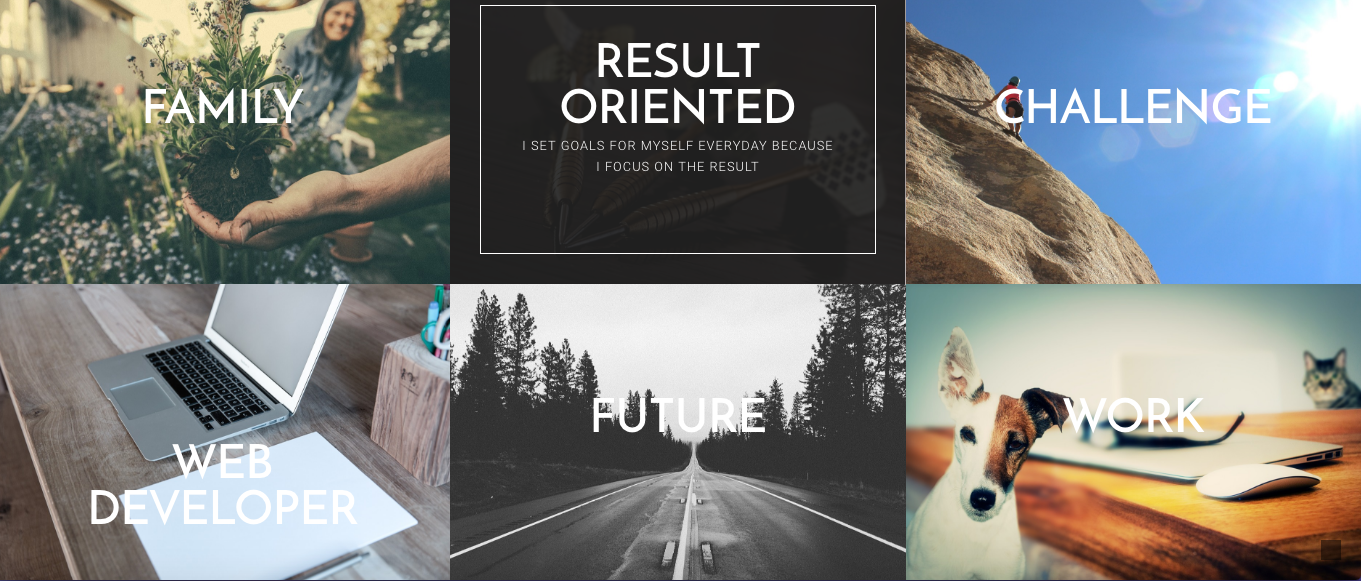 FAMILY
RESULT
ORIENTED
I SET GOALS FOR MYSELF EVERYDAY BECAUSE
I FOCUS ON THE RESULT
CHALLENGE
WEB
DEVELOPER
FUTURE
WORK